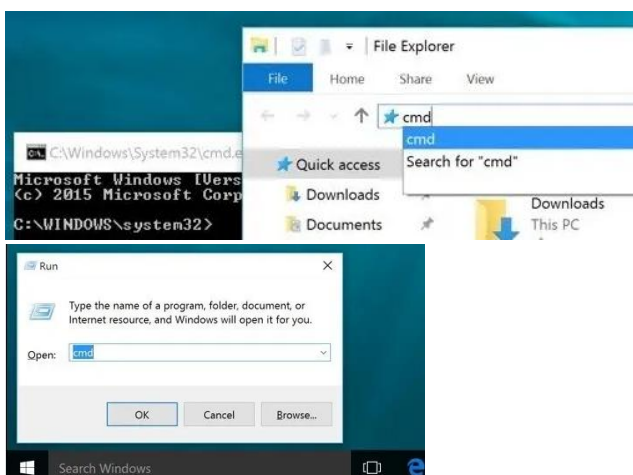 File Explorer
File Home Share View
cmd
cmd
Search for "cmd"
C:\Windows\System32\cmd.e
Microsoft Windows [Vers
(c) 2015 Microsoft Corp
C:\WINDOWS\system32>
Quick access
Downloads
Documents
Downloads
This PC
Run
Type the name of a program, folder, document, or
Internet resource, and Windows will open it for you.
Open: cmd
OK Cancel Browse...
Search Windows